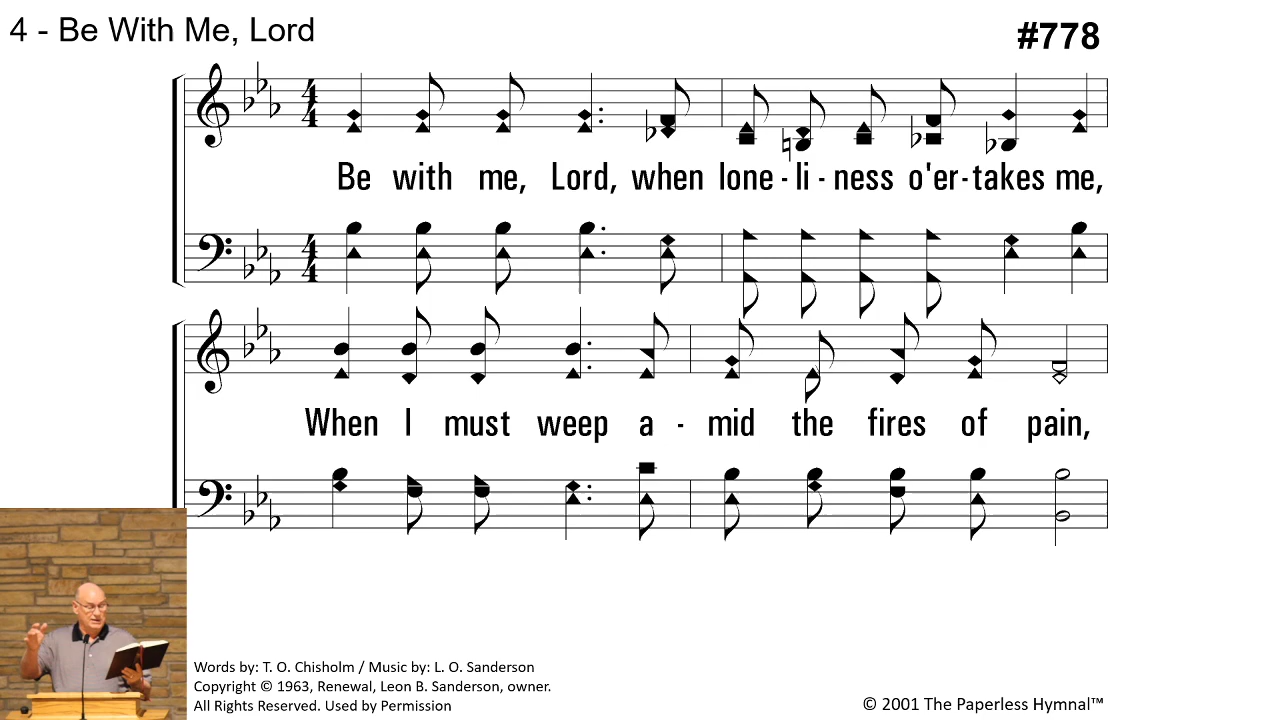 4 - Be With Me, Lord
#778
Be with me, Lord, when lone - li - ness o'er - takes me,
When I must weep a - mid the fires of pain,
Words by: T. O. Chisholm / Music by: L. O. Sanderson
Copyright © 1963, Renewal, Leon B. Sanderson, owner.
All Rights Reserved. Used by Permission
© 2001 The Paperless Hymnal™